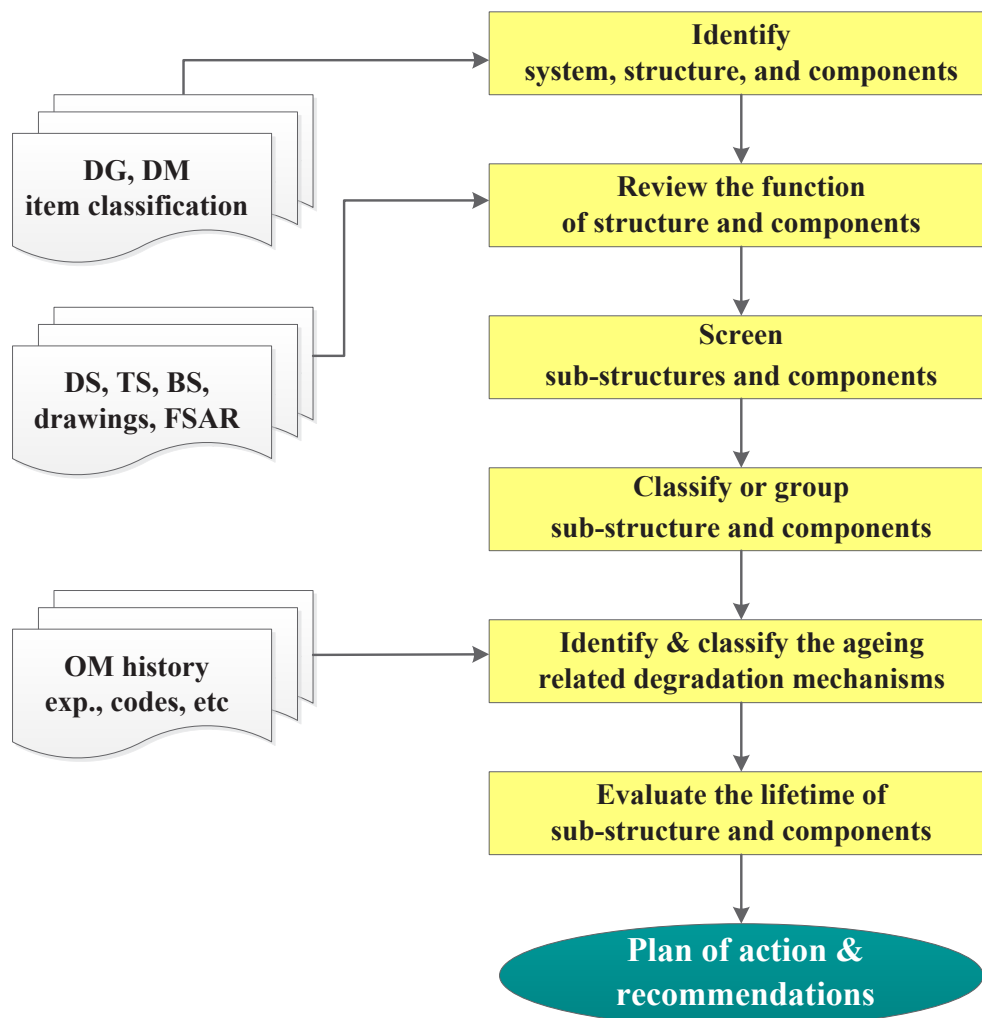 Identify
system, structure, and components
DG, DM
item classification
Review the function
of structure and components
Screen
sub-structures and components
DS, TS, BS,
drawings, FSAR
Classify or group
sub-structure and components
OM history
exp., codes, etc
Identify & classify the ageing
related degradation mechanisms
Evaluate the lifetime of
sub-structure and components
Plan of action &
recommendations